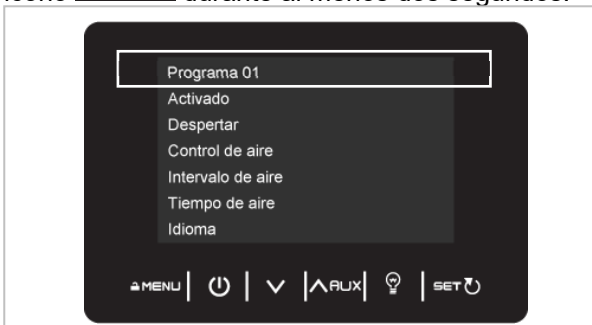 durante al menos dos segundos.
Programa 01
Activado
Despertar
Control de aire
Intervalo de aire
Tiempo de aire
Idioma
MENU AUX SET